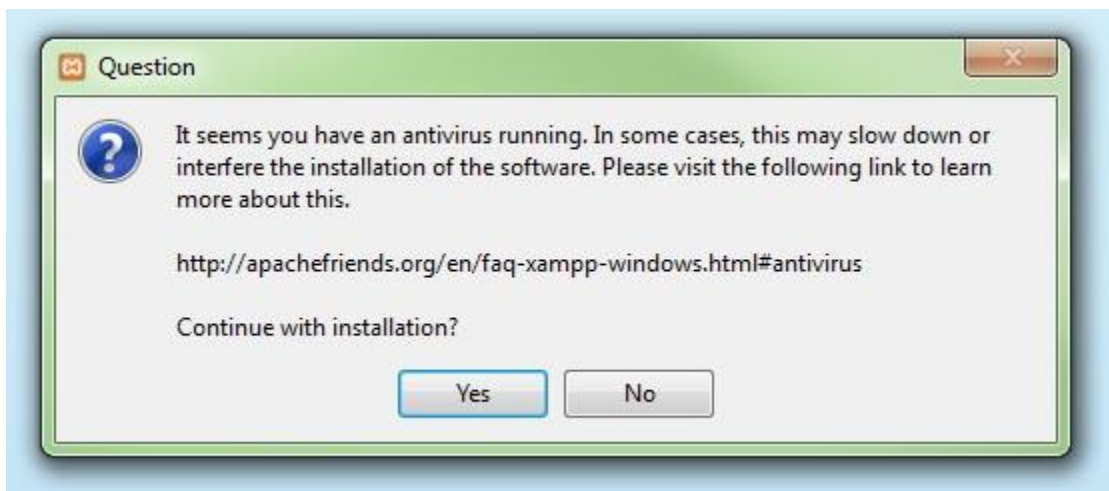 Question
It seems you have an antivirus running. In some cases, this may slow down or
interfere the installation of the software. Please visit the following link to learn
more about this.
http://apachefriends.org/en/faq-xampp-windows.html#antivirus
Continue with installation?
Yes No